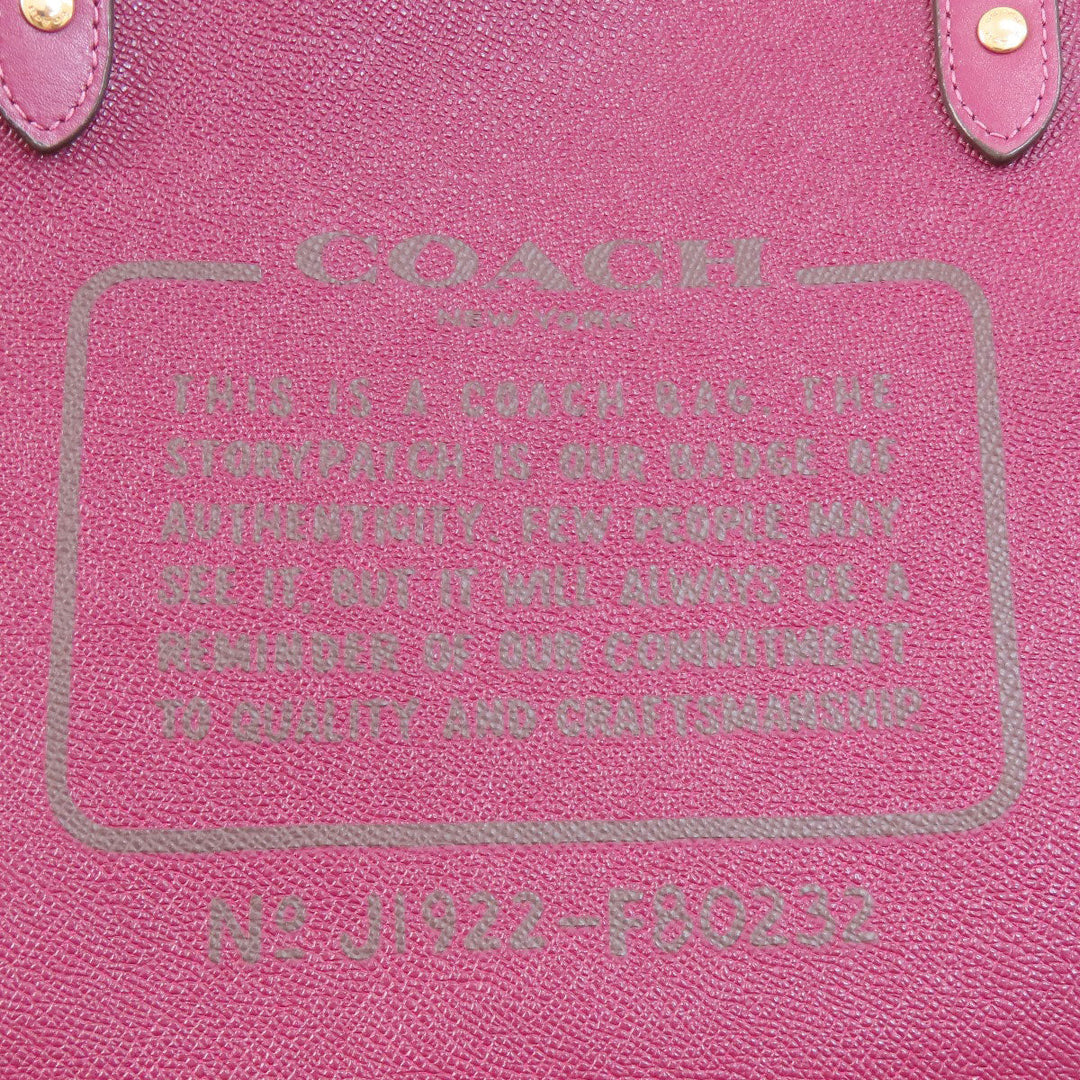 COACH
NEW YORK
THIS IS A COACH BAG. THE
STORYPATCH IS OUR BADGE OF
AUTHENTICITY. FEW PEOPLE MAY
SEE IT, BUT IT WILL ALWAYS BE A
REMINDER OF OUR COMMITMENT
TO QUALITY AND CRAFTSMANSHIP.
Nº J1922-F80232